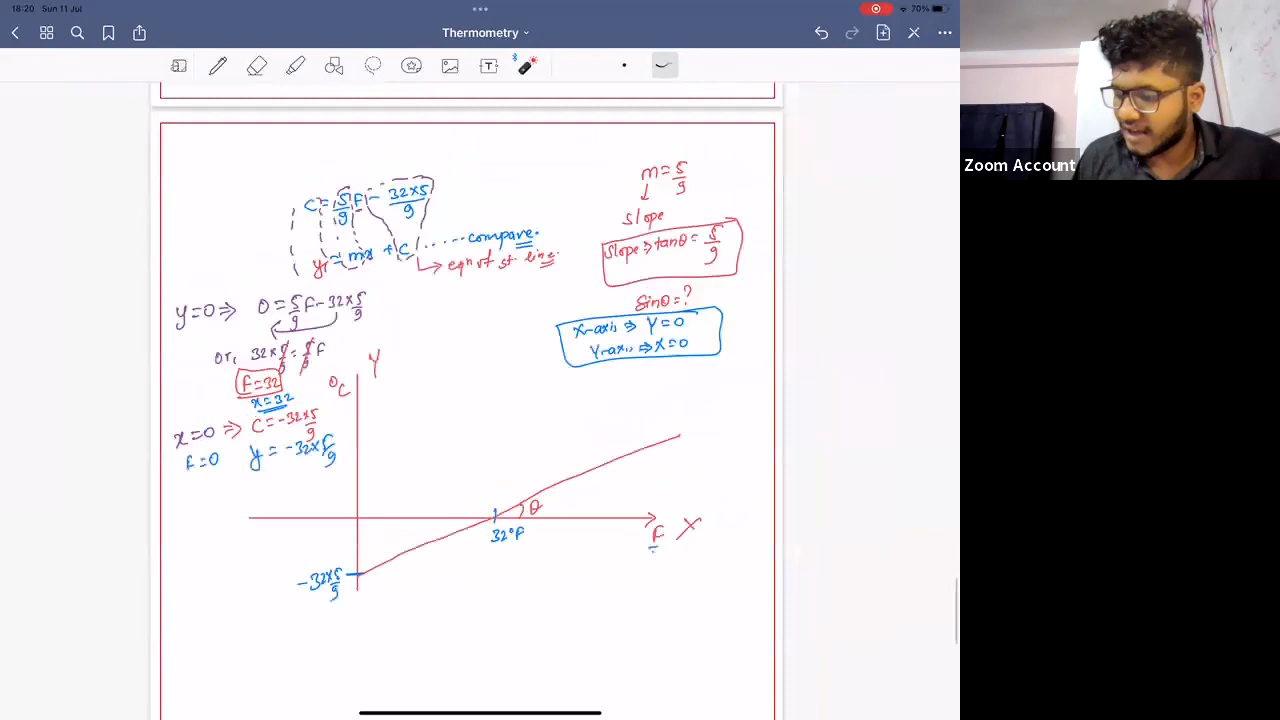 18:20 Sun 11 Jul
70%
Thermometry
Zoom Account
C = 5/9 F - 32×5/9
y = mx + C ...... compare.
→ eqn of st line
m = 5/9
↓
slope
Slope ⇒ tanθ = 5/9
Sinθ = ?
X-axis ⇒ Y=0
Y-axis ⇒ X=0
y=0 ⇒ 0 = 5/9 F - 32×5/9
or, 32×5/9 = 5/9 F
F=32
x=32
x=0 ⇒ C = -32×5/9
F=0 y = -32×5/9
°C
Y
θ
32°F
F X
-32×5/9